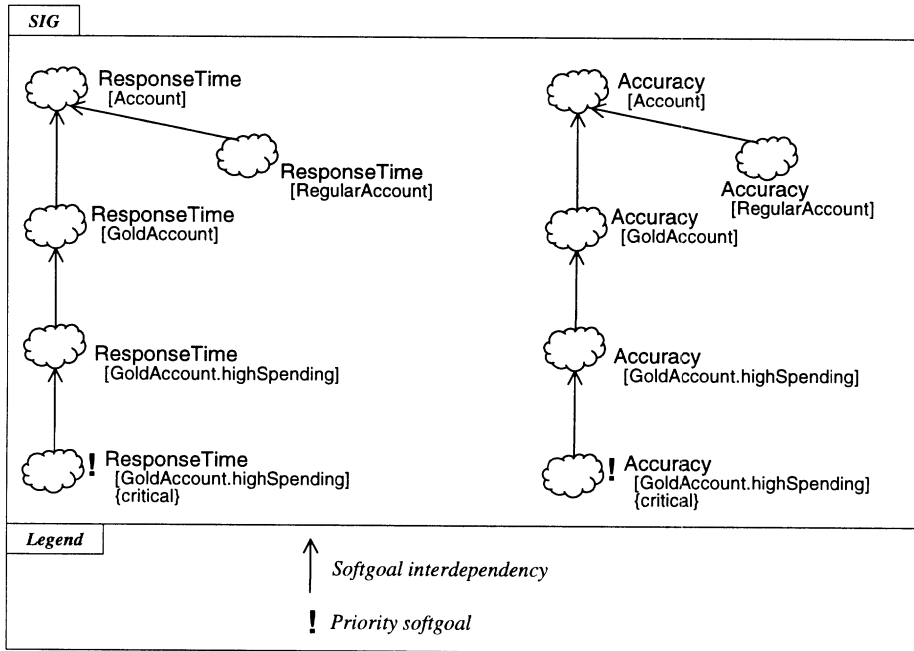 SIG
ResponseTime
[Account]
ResponseTime
[RegularAccount]
ResponseTime
[GoldAccount]
ResponseTime
[GoldAccount.highSpending]
! ResponseTime
[GoldAccount.highSpending]
{critical}
Accuracy
[Account]
Accuracy
[RegularAccount]
Accuracy
[GoldAccount]
Accuracy
[GoldAccount.highSpending]
! Accuracy
[GoldAccount.highSpending]
{critical}
Legend
Softgoal interdependency
! Priority softgoal